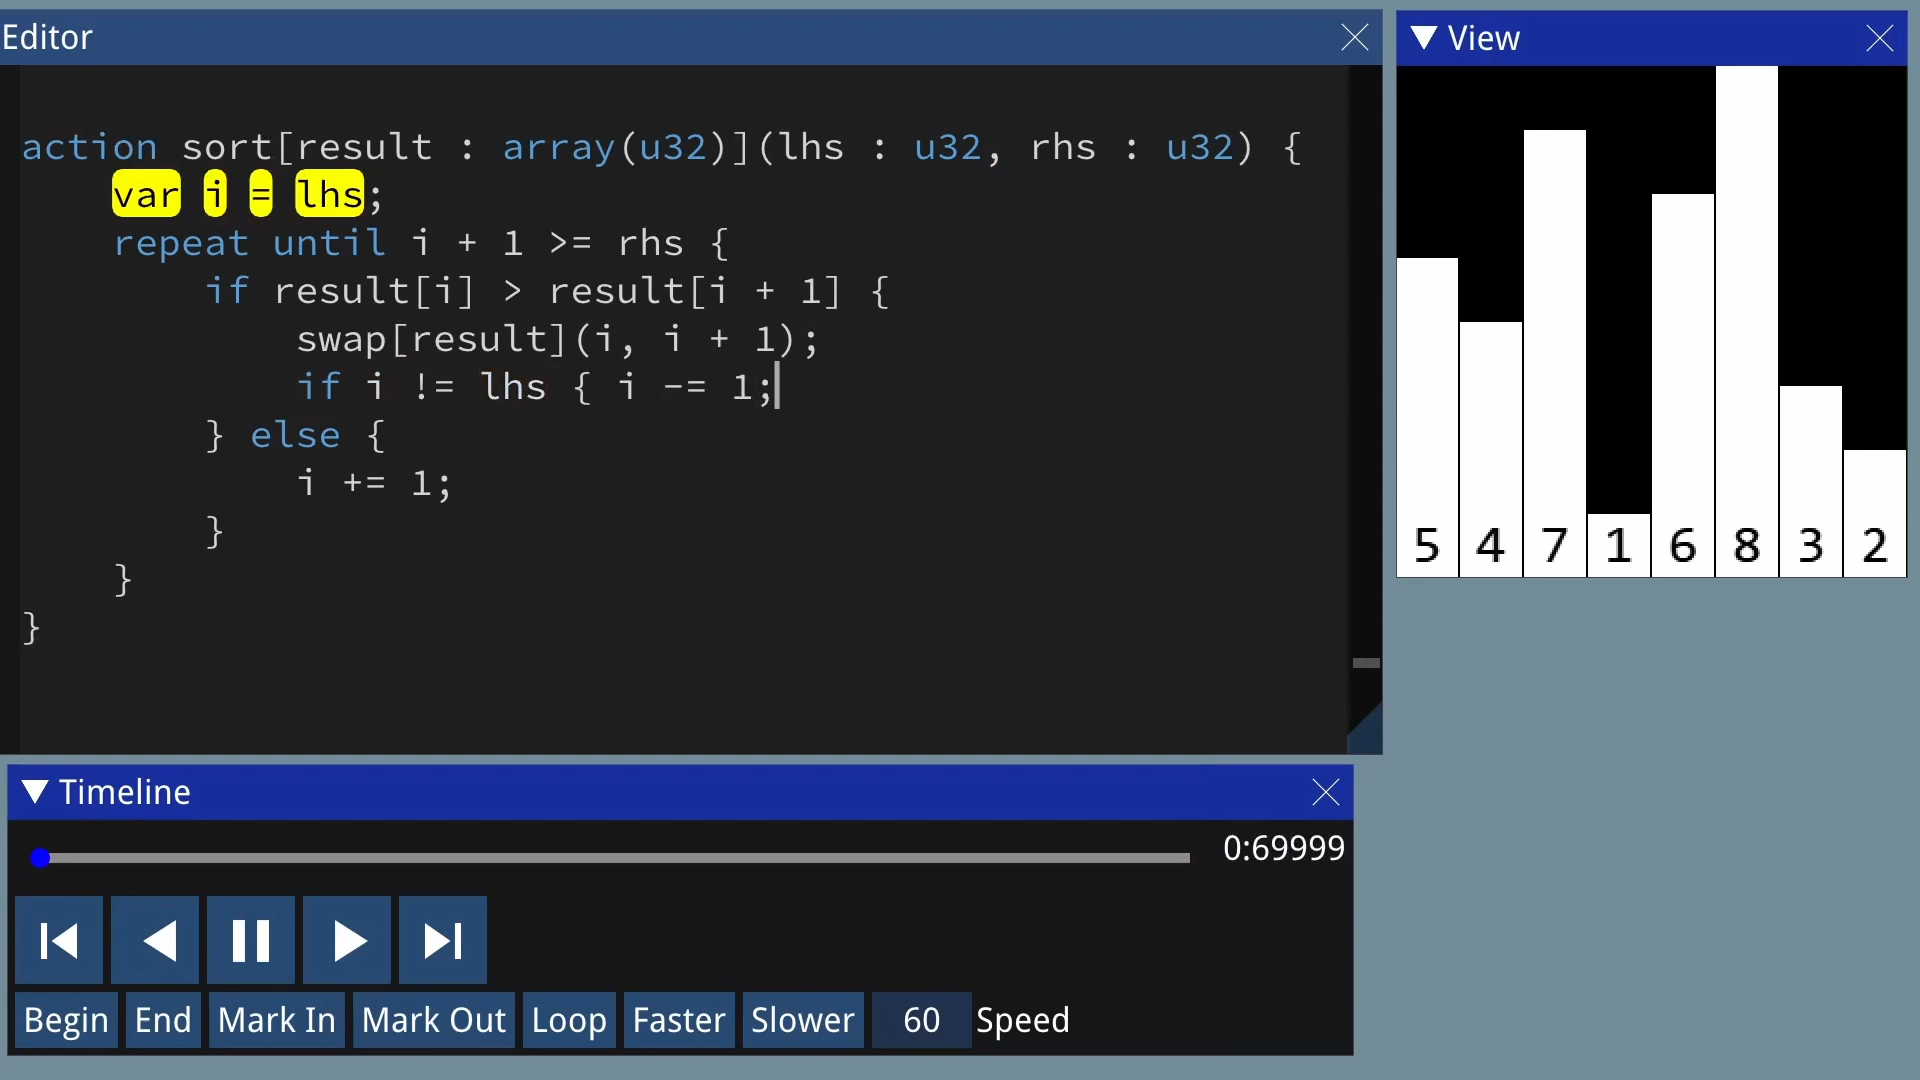 Editor
action sort[result : array(u32)](lhs : u32, rhs : u32) {
var i = lhs;
repeat until i + 1 >= rhs {
if result[i] > result[i + 1] {
swap[result](i, i + 1);
if i != lhs { i -= 1;
} else {
i += 1;
}
}
}
View
5 4 7 1 6 8 3 2
Timeline
0:69999
Begin End Mark In Mark Out Loop Faster Slower 60 Speed